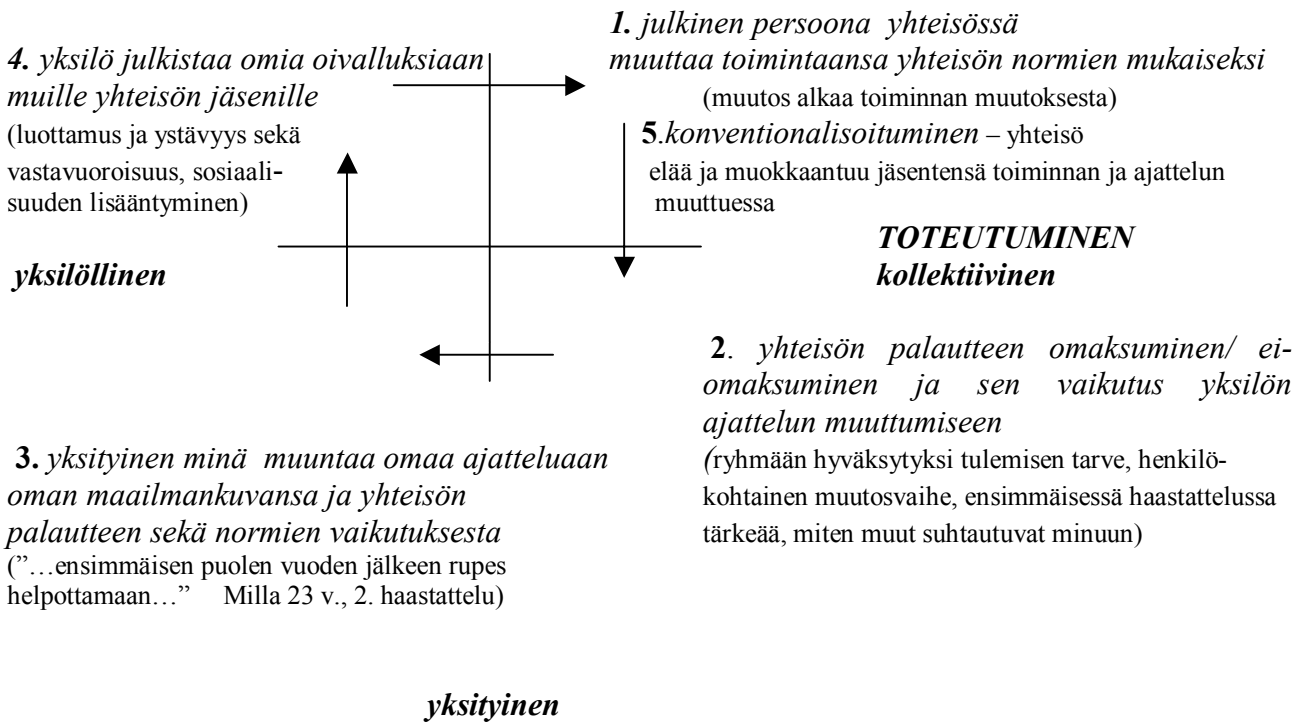 1. julkinen persoona yhteisössä
muuttaa toimintaansa yhteisön normien mukaiseksi
(muutos alkaa toiminnan muutoksesta)
4. yksilö julkistaa omia oivalluksiaan
muille yhteisön jäsenille
(luottamus ja ystävyys sekä
vastavuoroisuus, sosiaali-
suuden lisääntyminen)
5.konventionalisoituminen – yhteisö
elää ja muokkaantuu jäsentensä toiminnan ja ajattelun
muuttuessa
TOTEUTUMINEN
yksilöllinen
kollektiivinen
2. yhteisön palautteen omaksuminen/ ei-
omaksuminen ja sen vaikutus yksilön
ajattelun muuttumiseen
(ryhmään hyväksytyksi tulemisen tarve, henkilö-
kohtainen muutosvaihe, ensimmäisessä haastattelussa
tärkeää, miten muut suhtautuvat minuun)
3. yksityinen minä muuntaa omaa ajatteluaan
oman maailmankuvansa ja yhteisön
palautteen sekä normien vaikutuksesta
("…ensimmäisen puolen vuoden jälkeen rupes
helpottamaan…" Milla 23 v., 2. haastattelu)
yksityinen